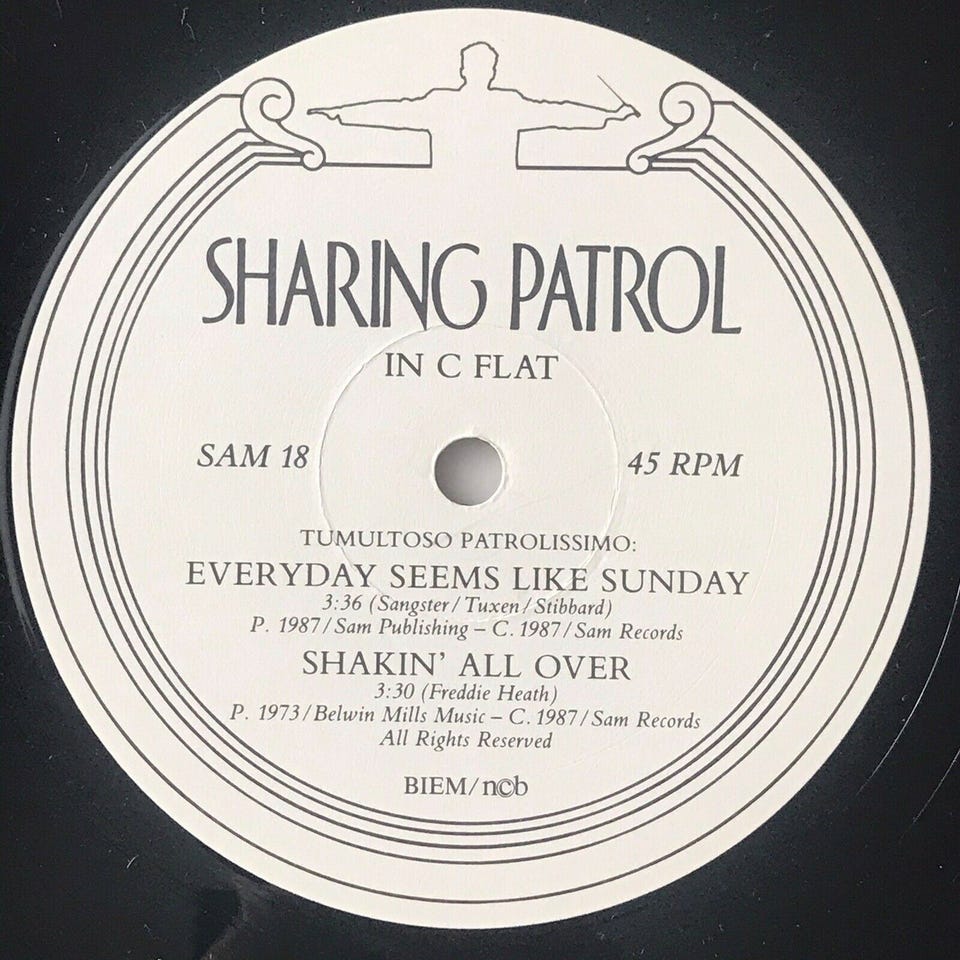 SHARING PATROL
IN C FLAT
SAM 18
45 RPM
TUMULTOSO PATROLISSIMO:
EVERYDAY SEEMS LIKE SUNDAY
3:36 (Sangster/Tuxen/Stibbard)
P. 1987/Sam Publishing – C. 1987/Sam Records
SHAKIN' ALL OVER
3:30 (Freddie Heath)
P. 1973/Belwin Mills Music – C. 1987/Sam Records
All Rights Reserved
BIEM/n©b